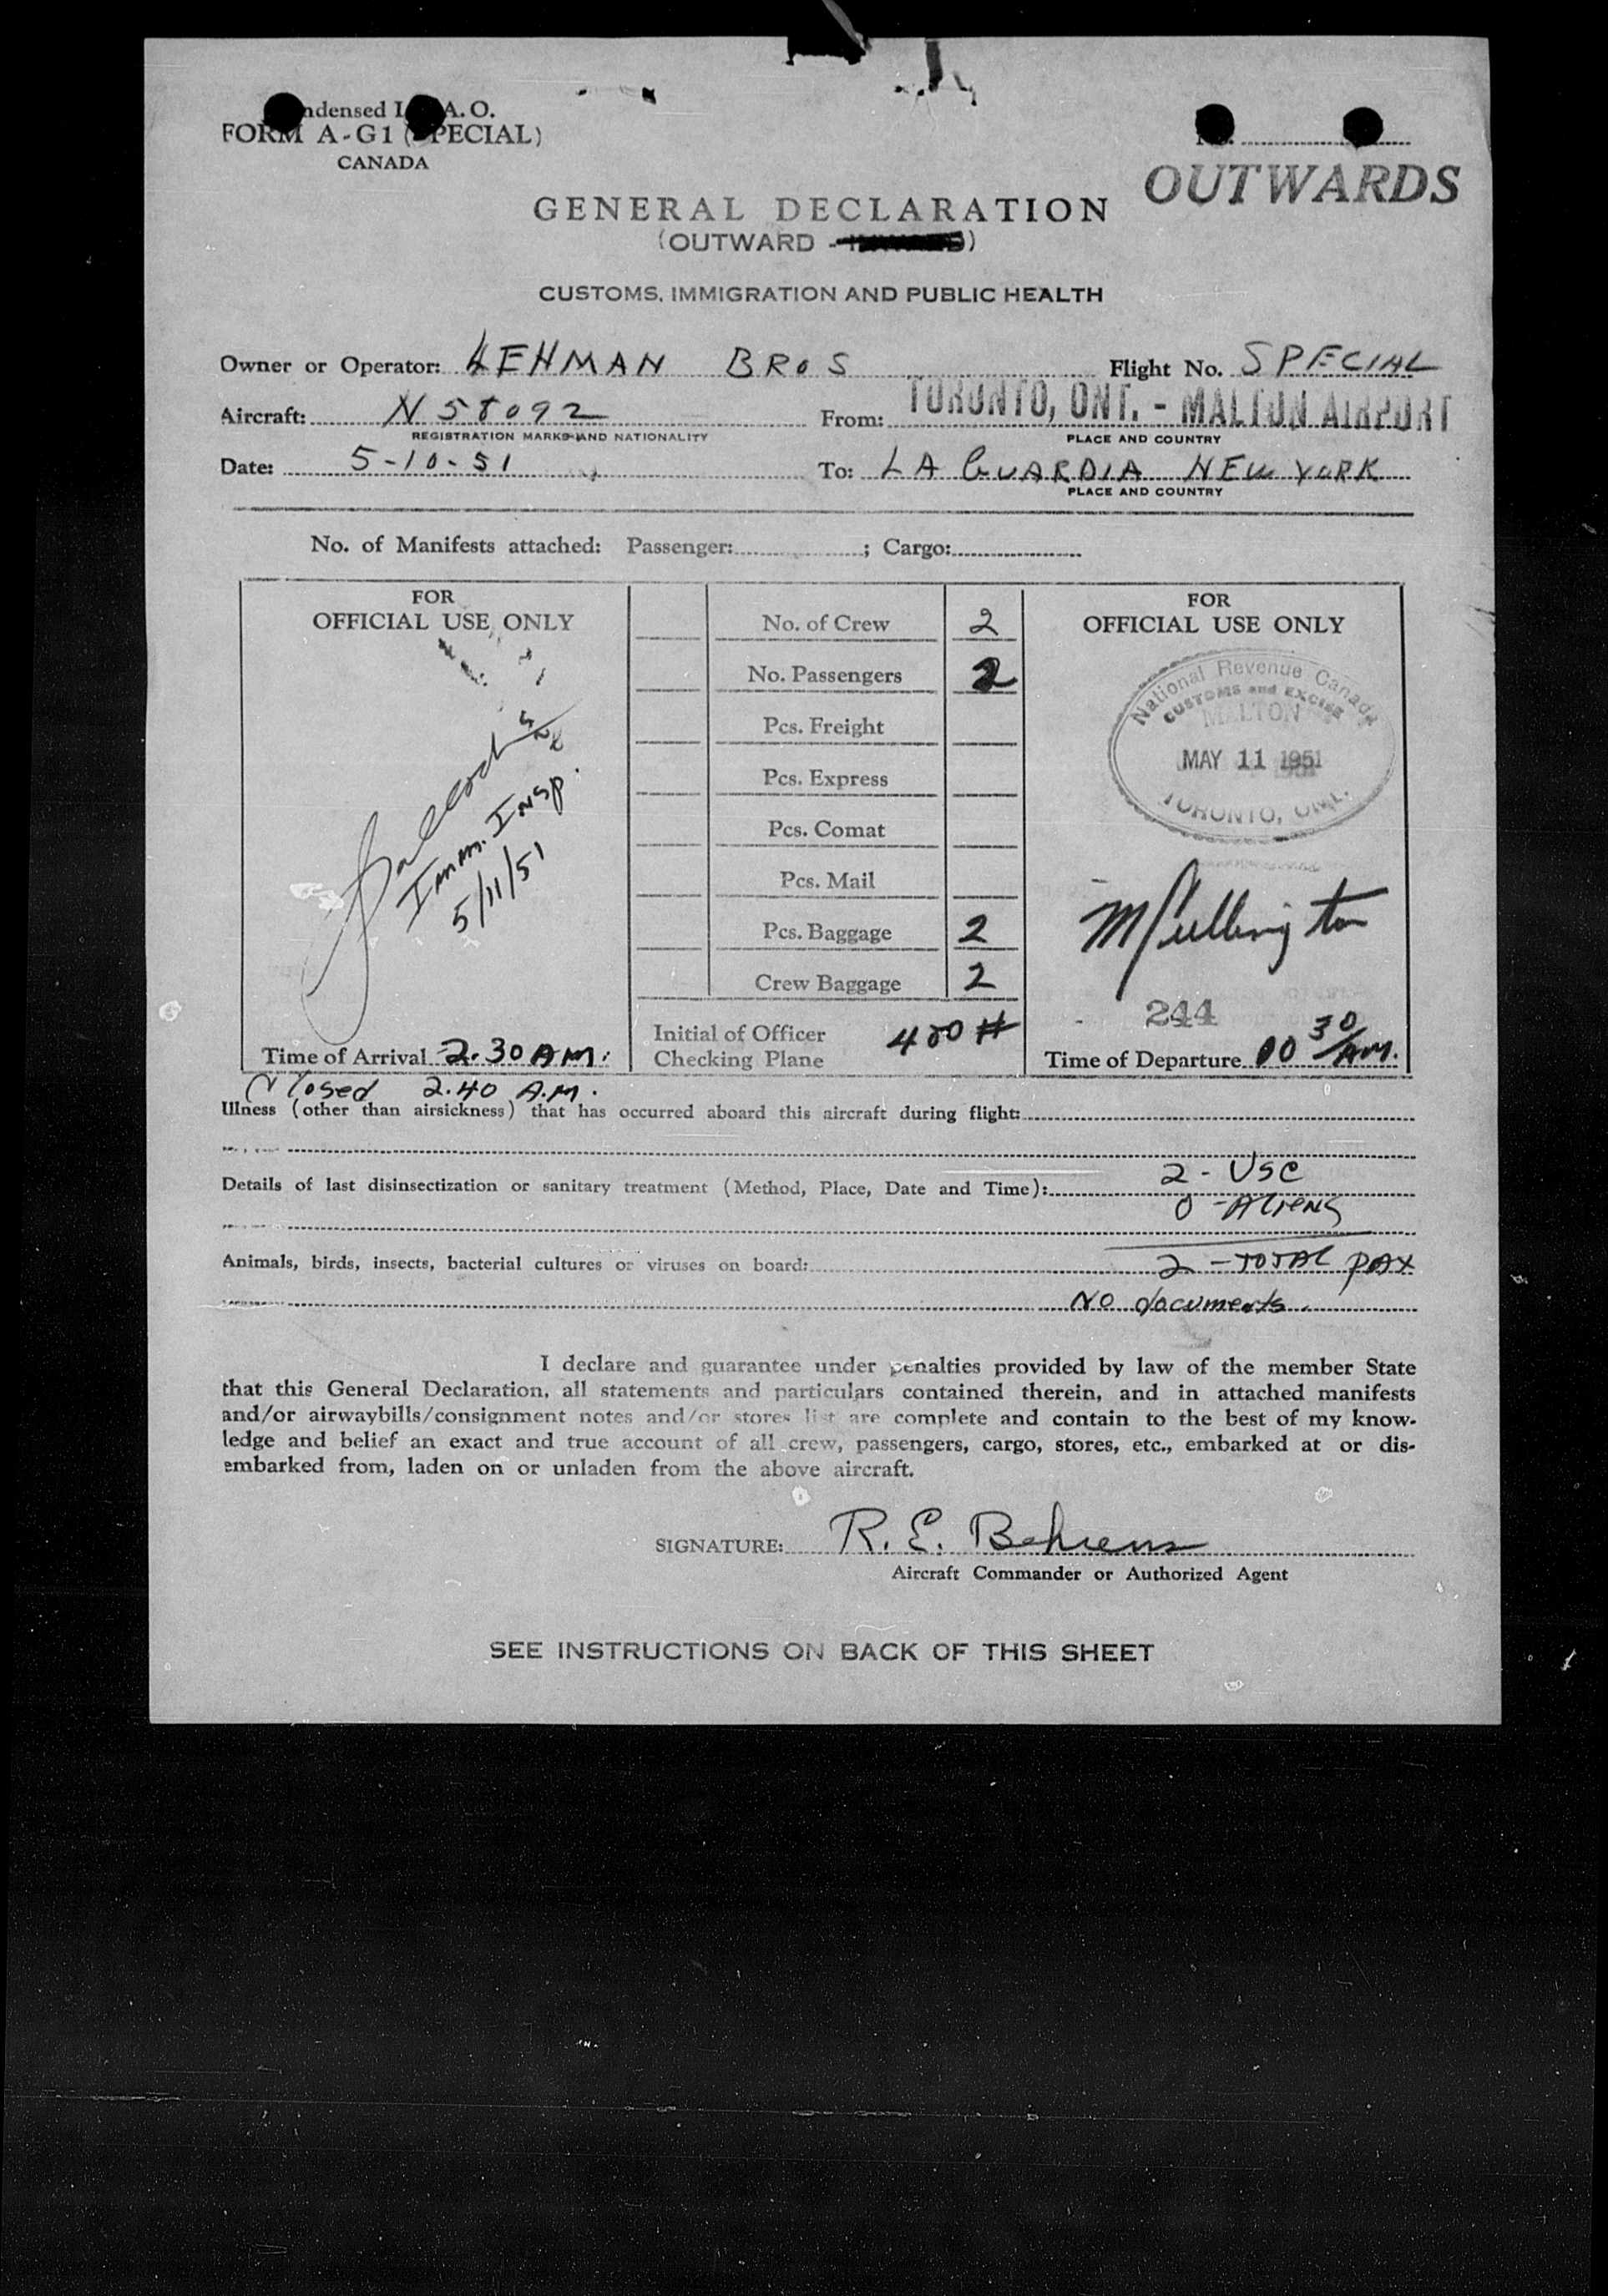 ndensed I A. O.
FORM A-G1 (SPECIAL)
CANADA
OUTWARDS
GENERAL DECLARATION
(OUTWARD - )
CUSTOMS, IMMIGRATION AND PUBLIC HEALTH
Owner or Operator: LEHMAN BROS Flight No. SPECIAL
Aircraft: N58092 From: TORONTO, ONT. - MALTON AIRPORT
REGISTRATION MARKS AND NATIONALITY PLACE AND COUNTRY
Date: 5-10-51 To: LA GUARDIA NEW YORK
PLACE AND COUNTRY
No. of Manifests attached: Passenger: ; Cargo:
FOR
OFFICIAL USE ONLY
Imm. Insp.
5/11/51
Time of Arrival 2.30 AM.
Closed 2.40 A.M.
No. of Crew 2
No. Passengers 2
Pcs. Freight
Pcs. Express
Pcs. Comat
Pcs. Mail
Pcs. Baggage 2
Crew Baggage 2
Initial of Officer 400 #
Checking Plane
FOR
OFFICIAL USE ONLY
National Revenue Canada
CUSTOMS and EXCISE
MALTON
MAY 11 1951
TORONTO, ONT.
244
Time of Departure 00 30/AM.
Illness (other than airsickness) that has occurred aboard this aircraft during flight:
2 - USC
Details of last disinsectization or sanitary treatment (Method, Place, Date and Time):
0 - Aliens
Animals, birds, insects, bacterial cultures or viruses on board: 2 - TOTAL PAX
No documents.
I declare and guarantee under penalties provided by law of the member State
that this General Declaration, all statements and particulars contained therein, and in attached manifests
and/or airwaybills/consignment notes and/or stores list are complete and contain to the best of my know-
ledge and belief an exact and true account of all crew, passengers, cargo, stores, etc., embarked at or dis-
embarked from, laden on or unladen from the above aircraft.
SIGNATURE: R. E. Behrens
Aircraft Commander or Authorized Agent
SEE INSTRUCTIONS ON BACK OF THIS SHEET